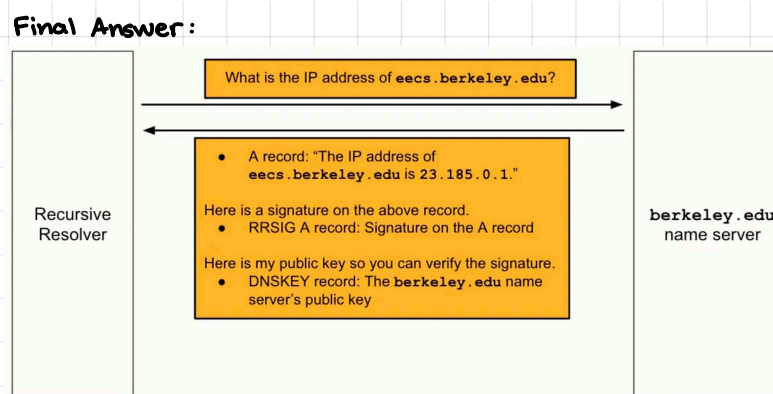 Final Answer:
What is the IP address of eecs.berkeley.edu?
● A record: “The IP address of
eecs.berkeley.edu is 23.185.0.1.”
Here is a signature on the above record.
● RRSIG A record: Signature on the A record
Here is my public key so you can verify the signature.
● DNSKEY record: The berkeley.edu name
server’s public key
Recursive
Resolver
berkeley.edu
name server